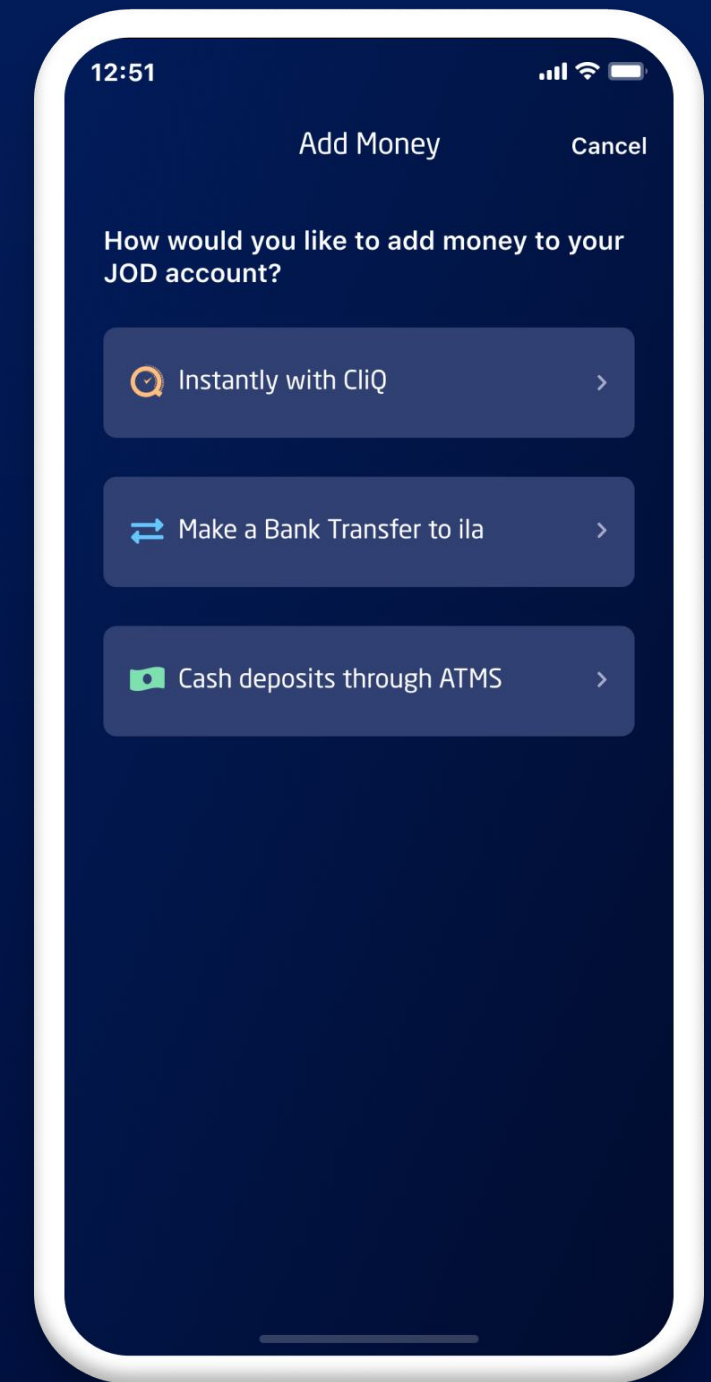 12:51
Add Money
Cancel
How would you like to add money to your
JOD account?
Instantly with CliQ
Make a Bank Transfer to ila
Cash deposits through ATMS